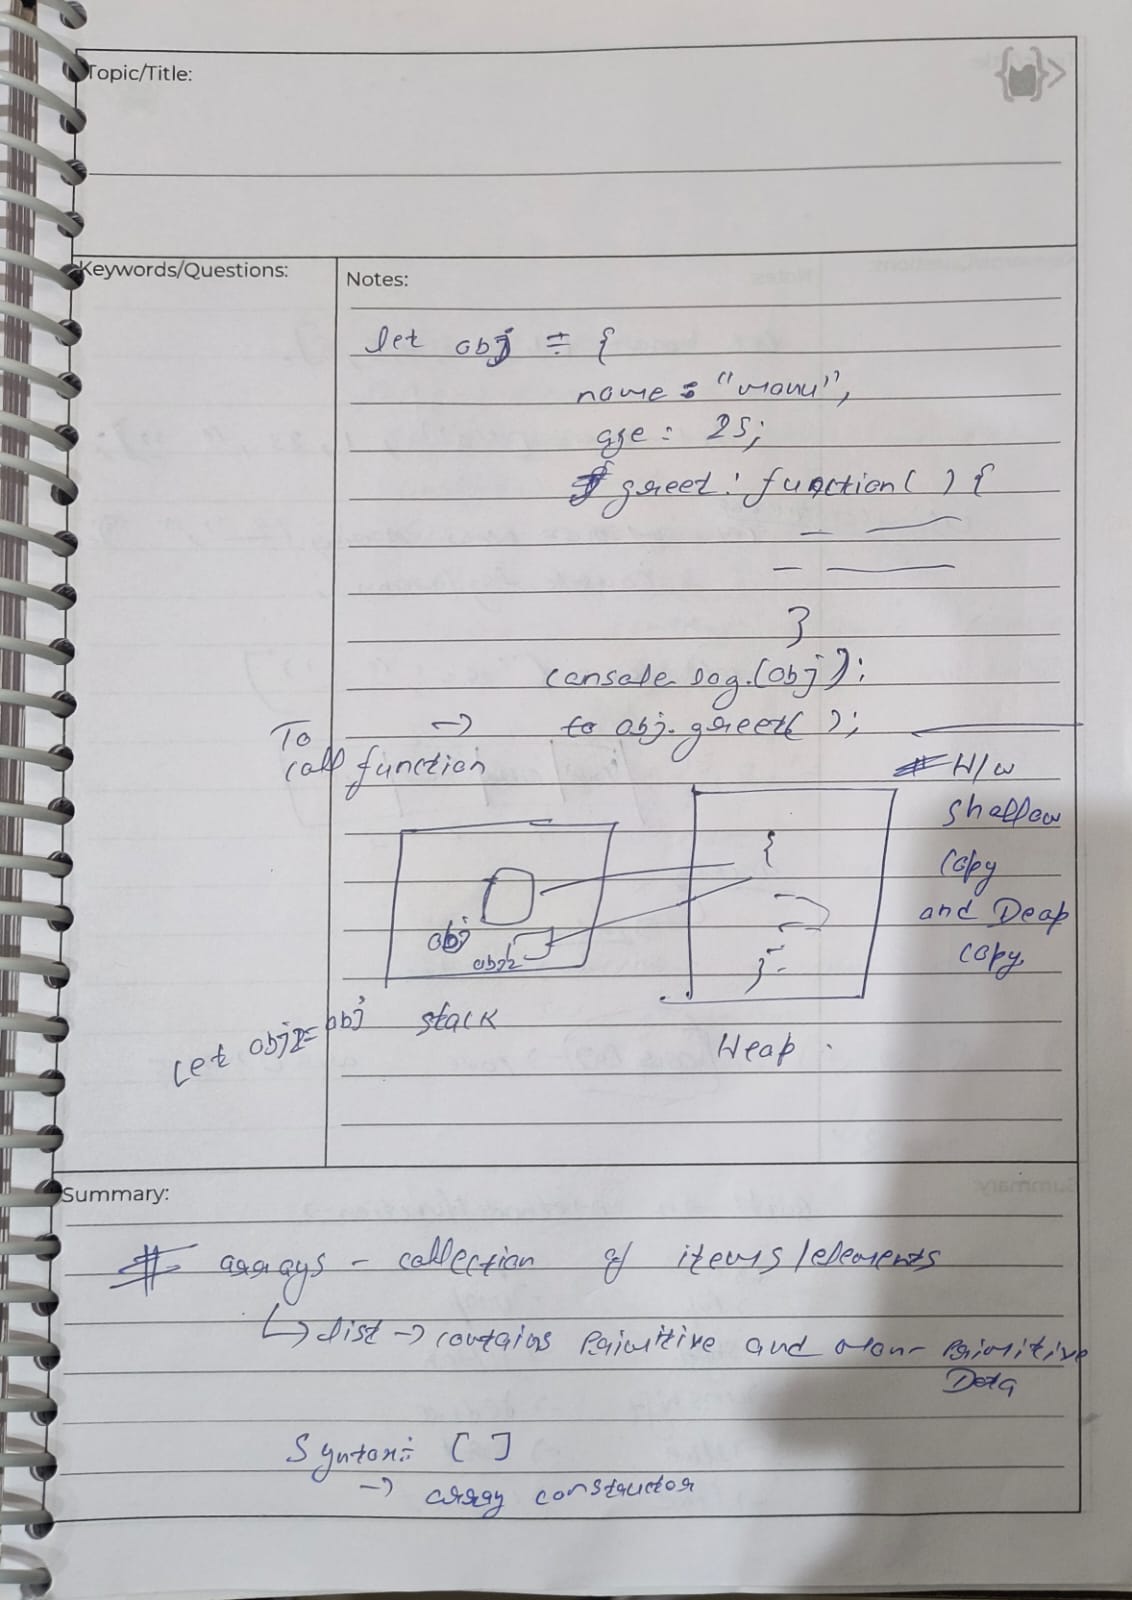 Topic/Title:
Keywords/Questions:
Notes:
let obj = {
name : "manu",
age : 25;
greet : function( ) {
}
console log.(obj);
To → to obj.greet( );
call function
# H/w
shallow
copy
and Deap
copy
{
obj
obj2
}
Let obj2= obj
stack
Heap
Summary:
# arrays - collection of items/elements
↳ list → contains Primitive and non- Primitive
Data
Syntax: [ ]
→ array constructor